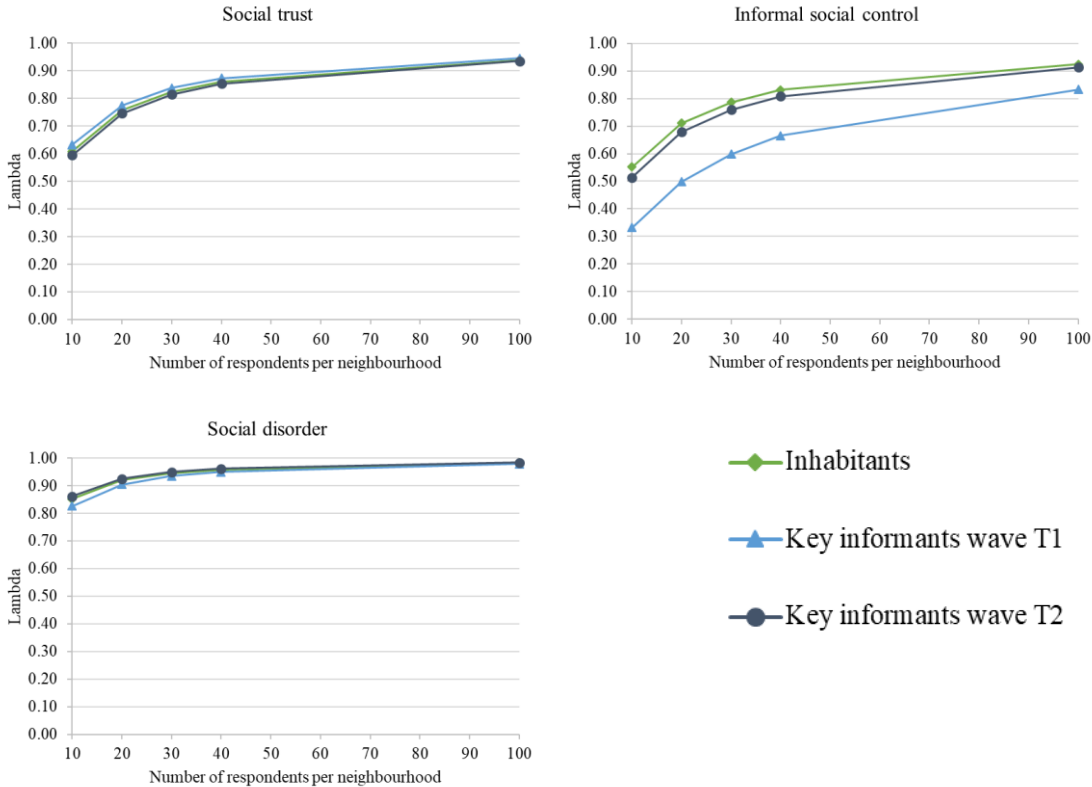 Social trust
1.00
0.90
0.80
0.70
0.60
0.50
0.40
0.30
0.20
0.10
0.00
Lambda
10 20 30 40 50 60 70 80 90 100
Number of respondents per neighbourhood
Informal social control
1.00
0.90
0.80
0.70
0.60
0.50
0.40
0.30
0.20
0.10
0.00
Lambda
10 20 30 40 50 60 70 80 90 100
Number of respondents per neighbourhood
Social disorder
1.00
0.90
0.80
0.70
0.60
0.50
0.40
0.30
0.20
0.10
0.00
Lambda
10 20 30 40 50 60 70 80 90 100
Number of respondents per neighbourhood
Inhabitants
Key informants wave T1
Key informants wave T2